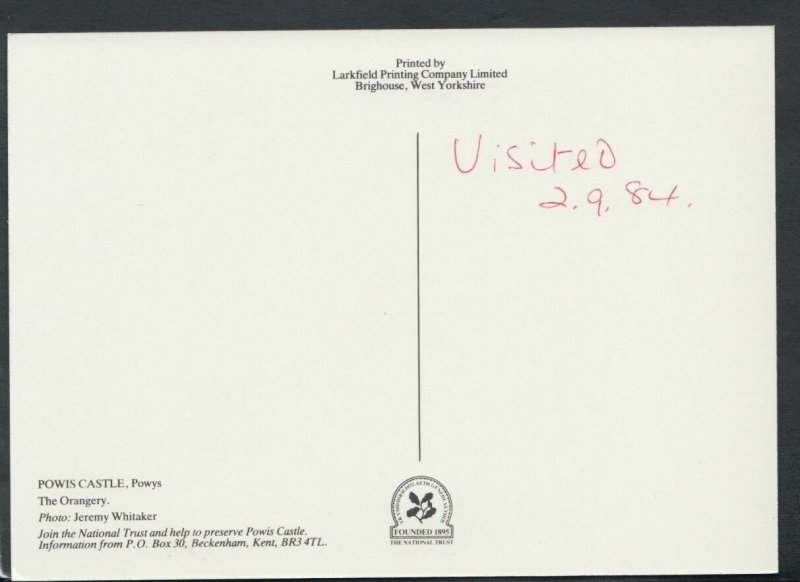 Printed by
Larkfield Printing Company Limited
Brighouse, West Yorkshire
Visited
2.9.84.
POWIS CASTLE, Powys
The Orangery.
Photo: Jeremy Whitaker
Join the National Trust and help to preserve Powis Castle.
Information from P.O. Box 30, Beckenham, Kent, BR3 4TL.
FOUNDED 1895
THE NATIONAL TRUST